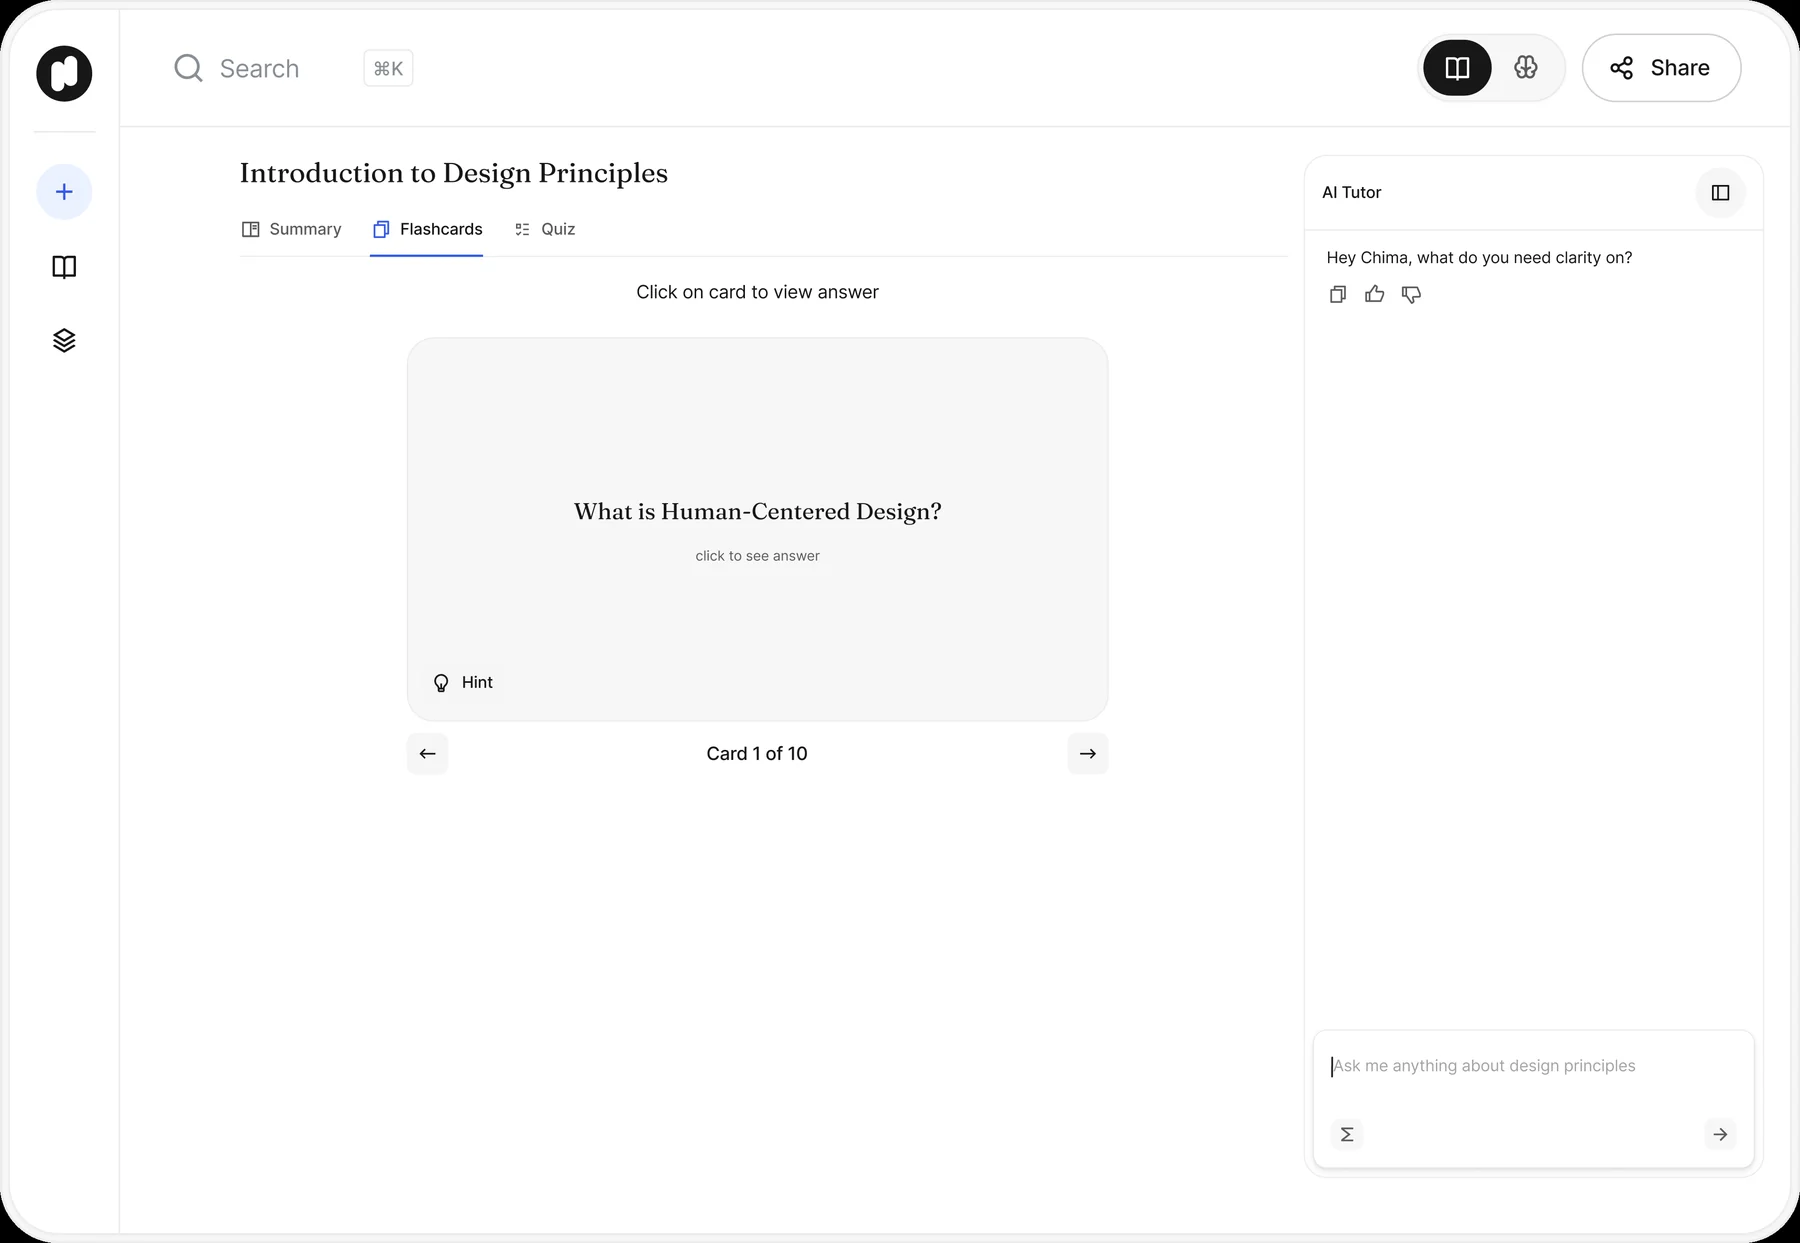 Search
⌘K
Share
Introduction to Design Principles
Summary
Flashcards
Quiz
Click on card to view answer
What is Human-Centered Design?
click to see answer
Hint
Card 1 of 10
AI Tutor
Hey Chima, what do you need clarity on?
Ask me anything about design principles